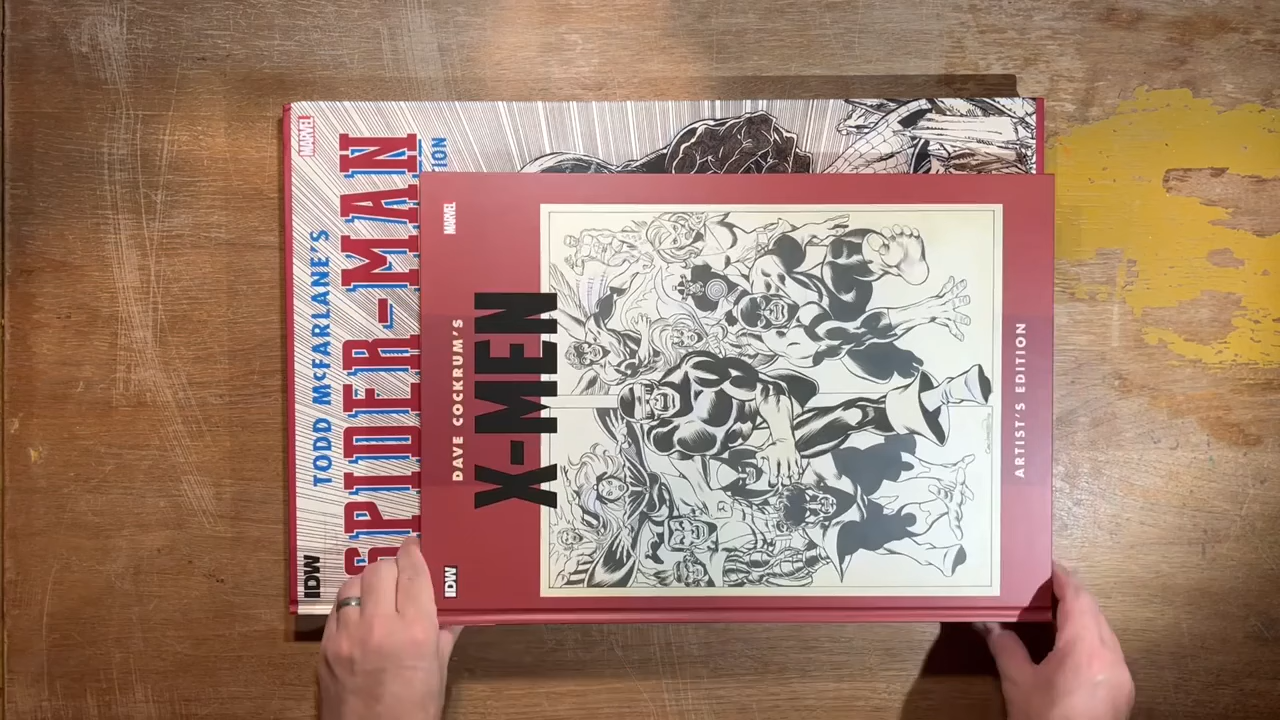 MARVEL
TODD McFARLANE'S
SPIDER-MAN
ION
IDW
MARVEL
DAVE COCKRUM'S
X-MEN
IDW
ARTIST'S EDITION